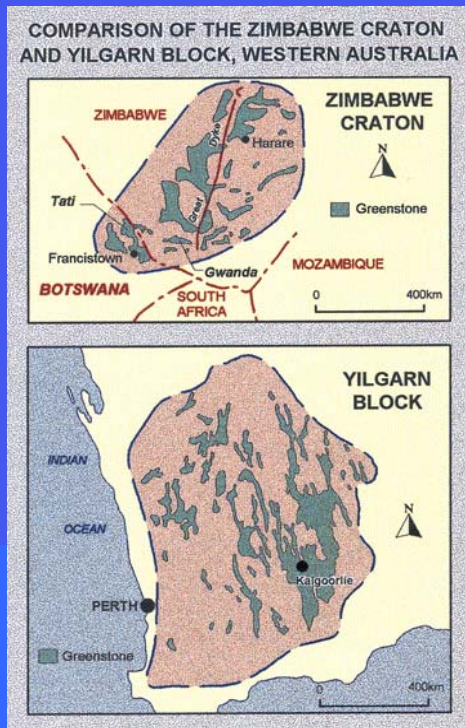 COMPARISON OF THE ZIMBABWE CRATON
AND YILGARN BLOCK, WESTERN AUSTRALIA
ZIMBABWE
CRATON
ZIMBABWE
Dyke
Harare
N
Tati
Great
Greenstone
Francistown
Gwanda
MOZAMBIQUE
BOTSWANA
SOUTH
AFRICA
0 400km
YILGARN
BLOCK
INDIAN
OCEAN
N
Kalgoorlie
PERTH
Greenstone
0 400km